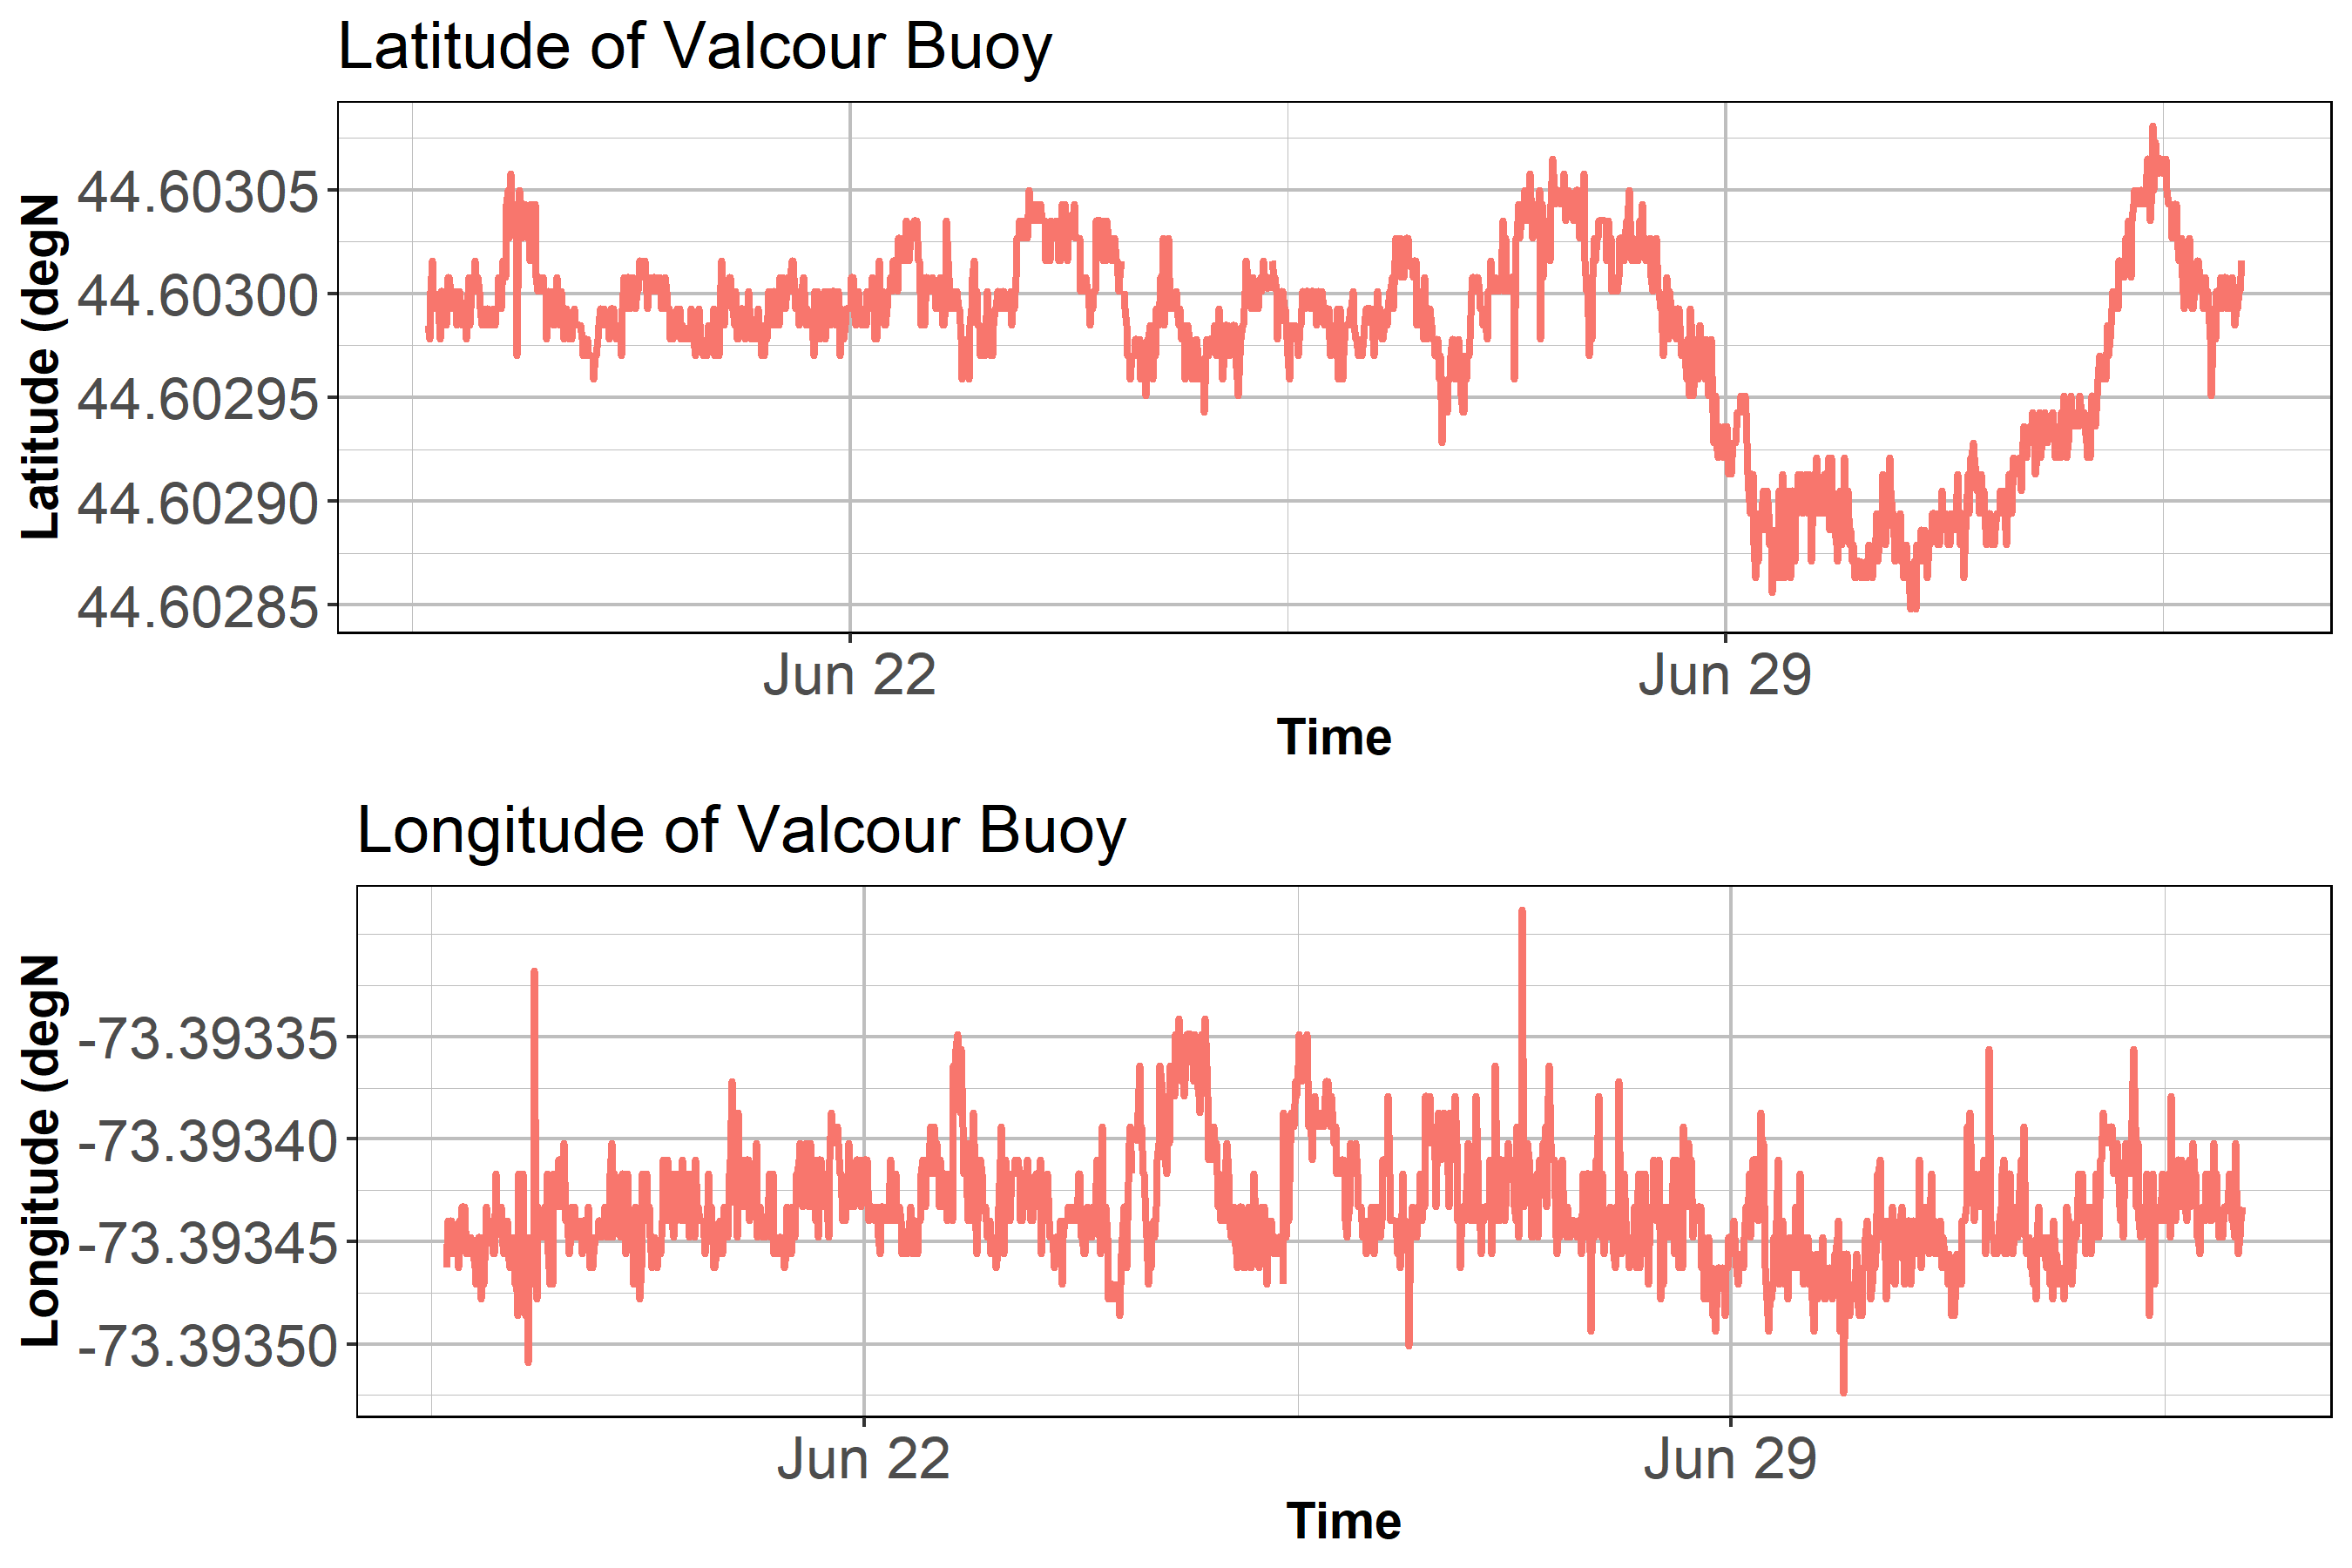 Latitude of Valcour Buoy
Latitude (degN
44.60305
44.60300
44.60295
44.60290
44.60285
Jun 22
Jun 29
Time
Longitude of Valcour Buoy
Longitude (degN
-73.39335
-73.39340
-73.39345
-73.39350
Jun 22
Jun 29
Time